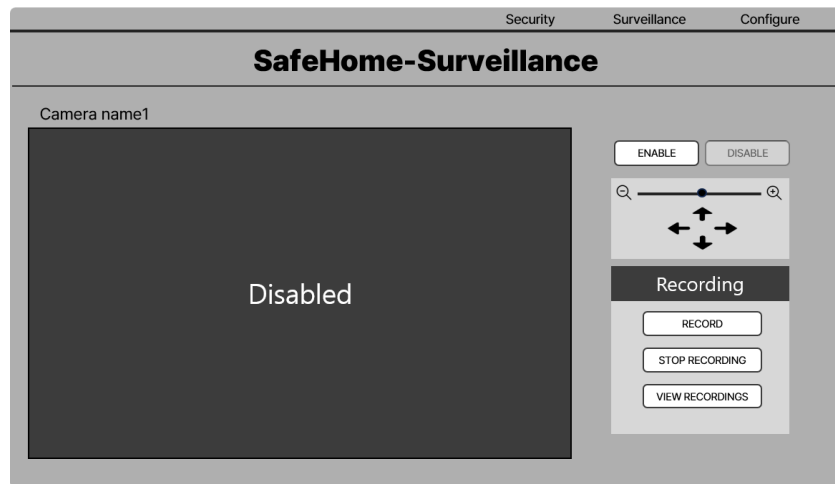 Security Surveillance Configure
SafeHome-Surveillance
Camera name1
ENABLE DISABLE
Disabled
Recording
RECORD
STOP RECORDING
VIEW RECORDINGS